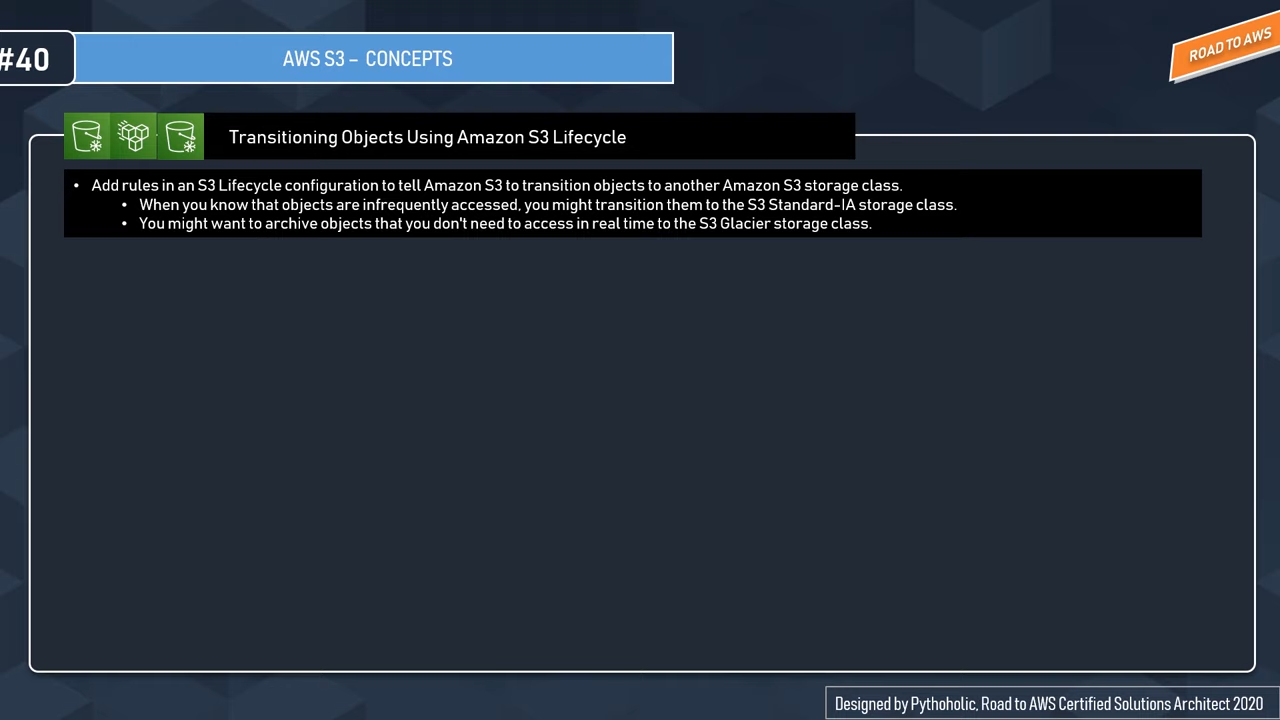 #40
AWS S3 – CONCEPTS
ROAD TO AWS
Transitioning Objects Using Amazon S3 Lifecycle
• Add rules in an S3 Lifecycle configuration to tell Amazon S3 to transition objects to another Amazon S3 storage class.
• When you know that objects are infrequently accessed, you might transition them to the S3 Standard-IA storage class.
• You might want to archive objects that you don't need to access in real time to the S3 Glacier storage class.
Designed by Pythoholic, Road to AWS Certified Solutions Architect 2020